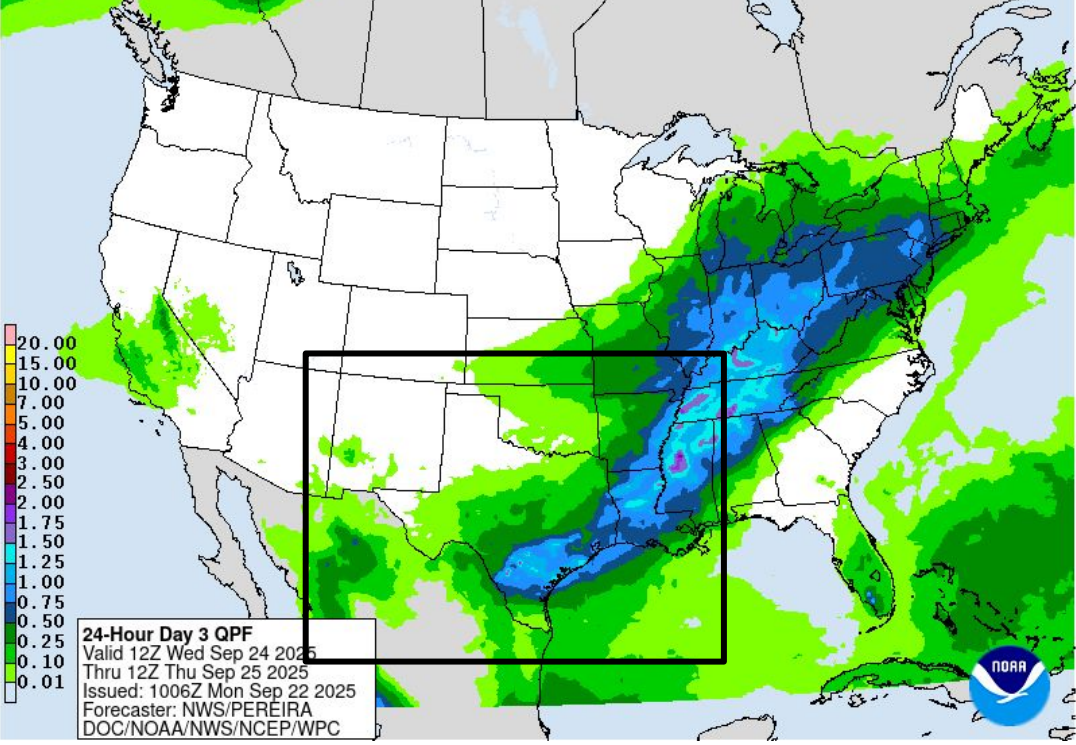 20.00
15.00
10.00
7.00
5.00
4.00
3.00
2.50
2.00
1.75
1.50
1.25
1.00
0.75
0.50
0.25
0.10
0.01
24-Hour Day 3 QPF
Valid 12Z Wed Sep 24 2025
Thru 12Z Thu Sep 25 2025
Issued: 1006Z Mon Sep 22 2025
Forecaster: NWS/PEREIRA
DOC/NOAA/NWS/NCEP/WPC
NOAA